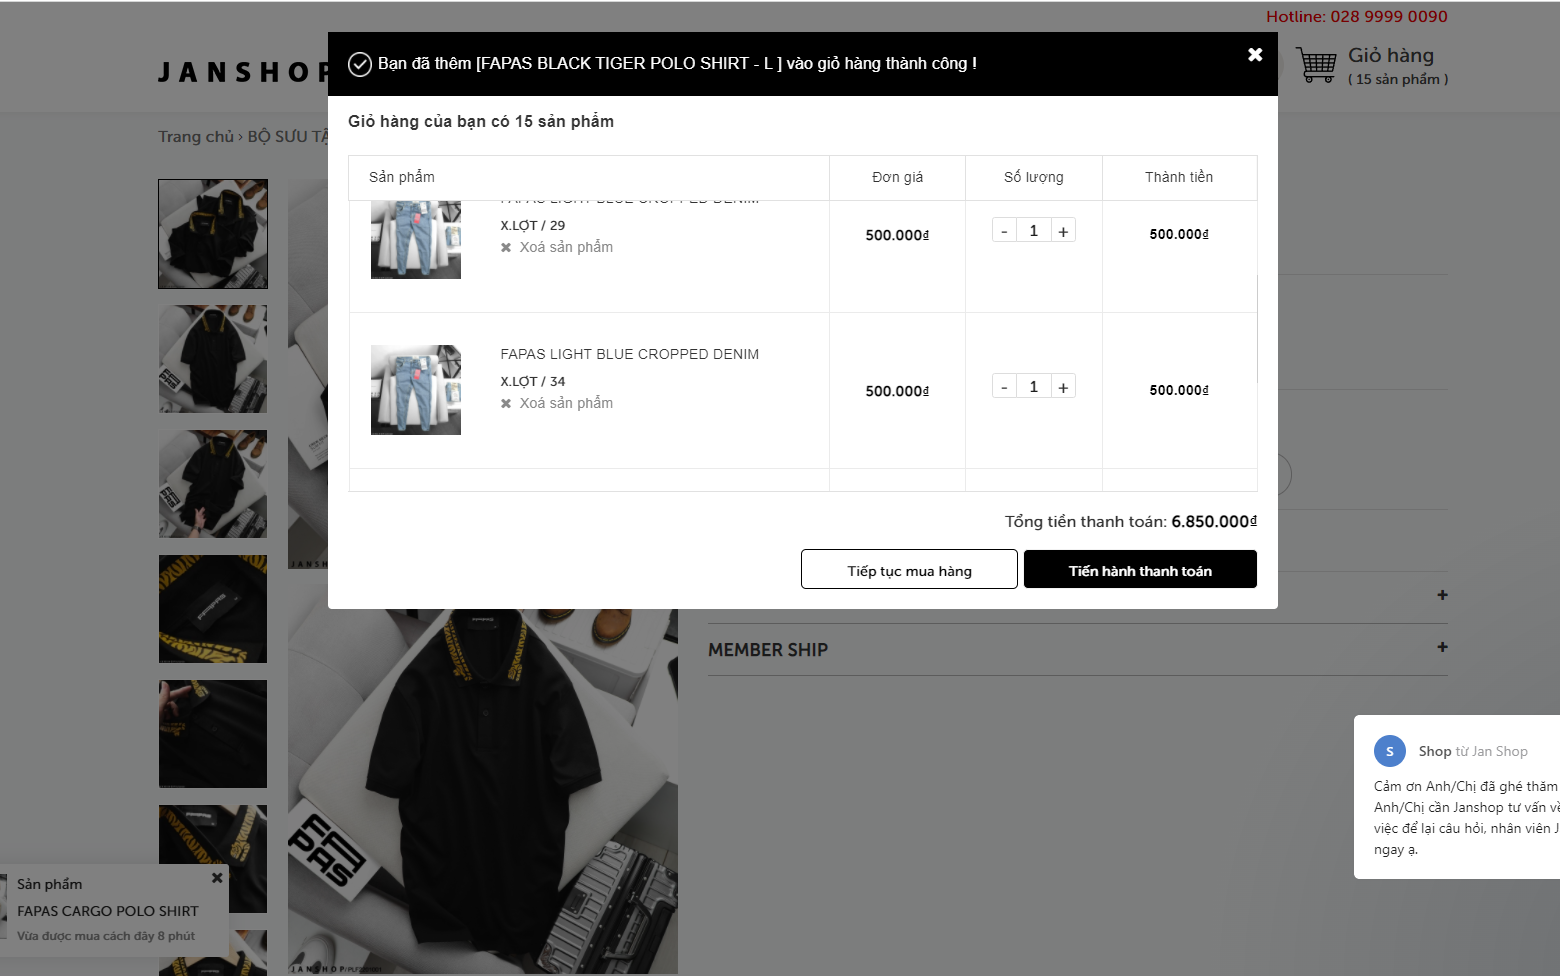 Hotline: 028 9999 0090
JANSHOP
Giỏ hàng
( 15 sản phẩm )
Bạn đã thêm [FAPAS BLACK TIGER POLO SHIRT - L ] vào giỏ hàng thành công !
Trang chủ › BỘ SƯU TẬ
Giỏ hàng của bạn có 15 sản phẩm
Sản phẩm
Đơn giá
Số lượng
Thành tiền
FAPAS LIGHT BLUE CROPPED DENIM
X.LỢT / 29
Xoá sản phẩm
500.000₫
- 1 +
500.000₫
FAPAS LIGHT BLUE CROPPED DENIM
X.LỢT / 34
Xoá sản phẩm
500.000₫
- 1 +
500.000₫
Tổng tiền thanh toán: 6.850.000₫
Tiếp tục mua hàng
Tiến hành thanh toán
+
MEMBER SHIP
+
FAPAS
JANSHOP
S
Shop từ Jan Shop
Cảm ơn Anh/Chị đã ghé thăm
Anh/Chị cần Janshop tư vấn về
việc để lại câu hỏi, nhân viên J
ngay ạ.
Sản phẩm
FAPAS CARGO POLO SHIRT
Vừa được mua cách đây 8 phút